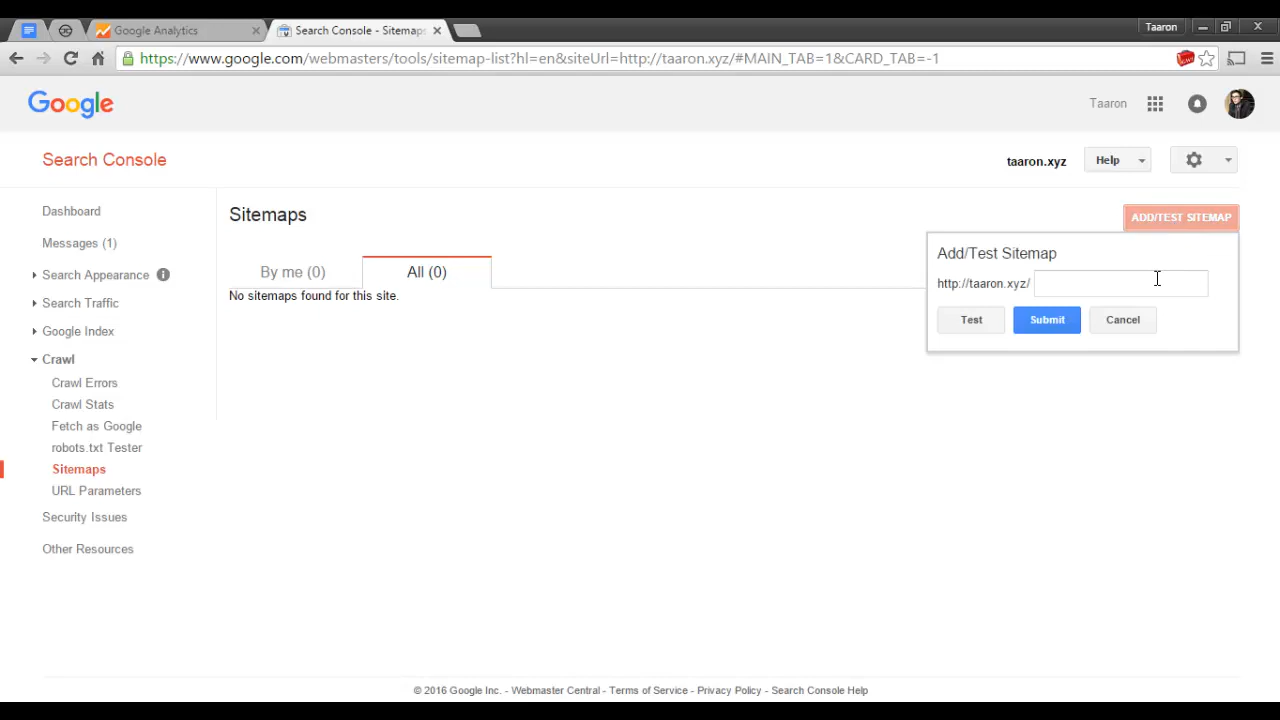 Google Analytics
Search Console - Sitemaps
Taaron
https://www.google.com/webmasters/tools/sitemap-list?hl=en&siteUrl=http://taaron.xyz/#MAIN_TAB=1&CARD_TAB=-1
Google
Taaron
Search Console
taaron.xyz
Help
Dashboard
Messages (1)
Search Appearance
Search Traffic
Google Index
Crawl
Crawl Errors
Crawl Stats
Fetch as Google
robots.txt Tester
Sitemaps
URL Parameters
Security Issues
Other Resources
Sitemaps
ADD/TEST SITEMAP
By me (0)
All (0)
No sitemaps found for this site.
Add/Test Sitemap
http://taaron.xyz/
Test
Submit
Cancel
© 2016 Google Inc. - Webmaster Central - Terms of Service - Privacy Policy - Search Console Help